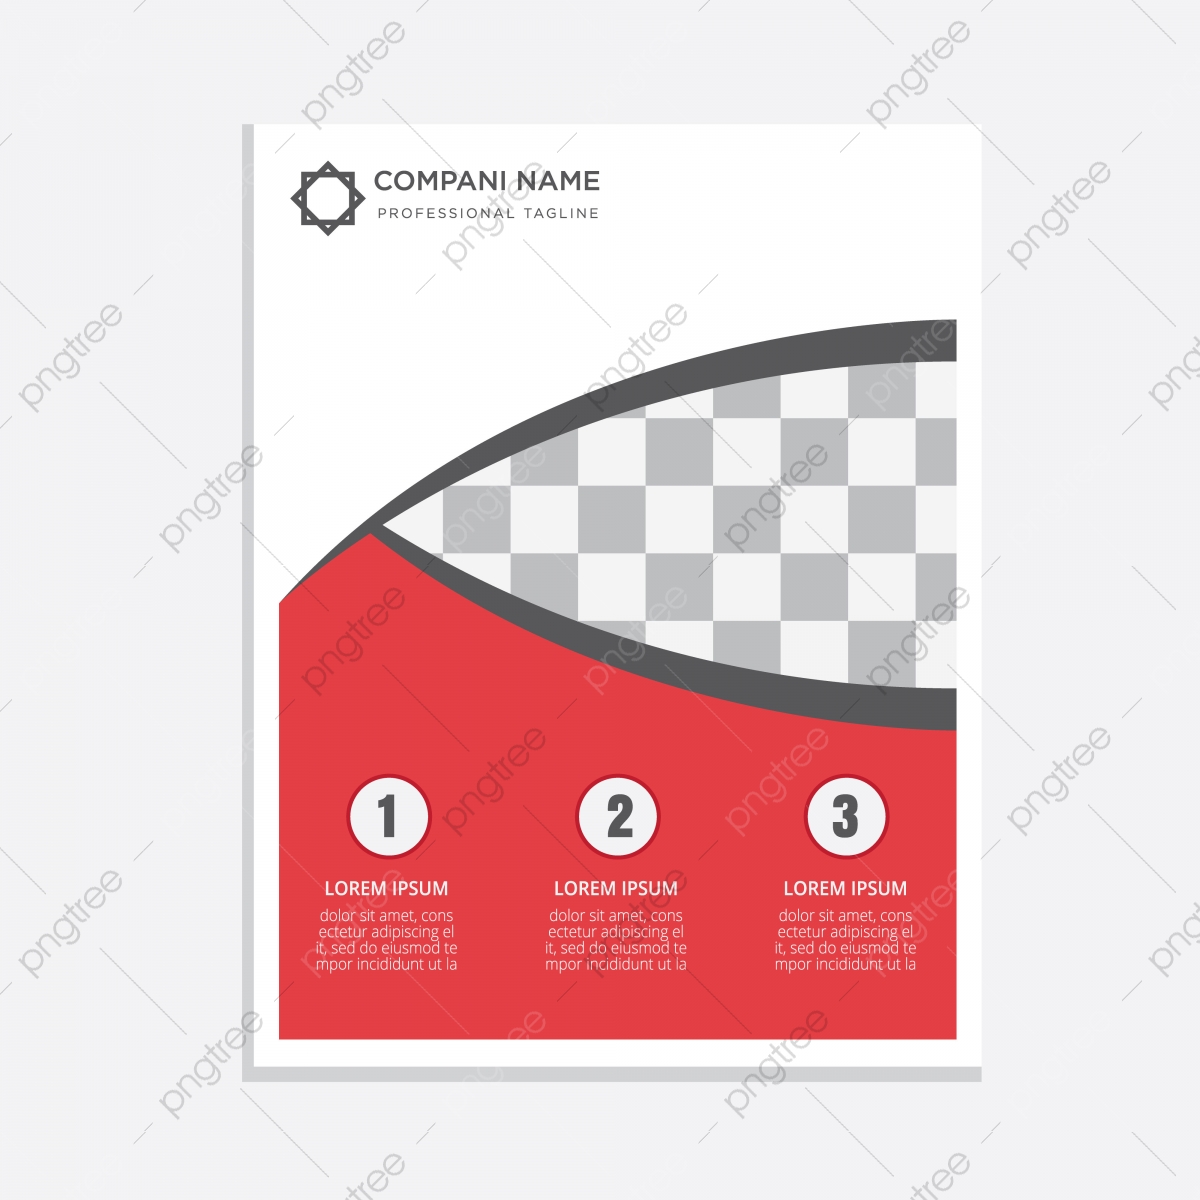 COMPANI NAME
PROFESSIONAL TAGLINE
1
2
3
LOREM IPSUM
dolor sit amet, cons
ectetur adipiscing el
it, sed do eiusmod te
mpor incididunt ut la
LOREM IPSUM
dolor sit amet, cons
ectetur adipiscing el
it, sed do eiusmod te
mpor incididunt ut la
LOREM IPSUM
dolor sit amet, cons
ectetur adipiscing el
it, sed do eiusmod te
mpor incididunt ut la
pngtree